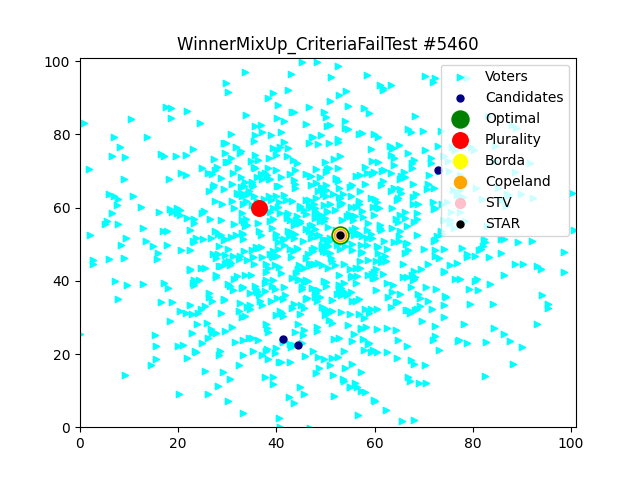 WinnerMixUp_CriteriaFailTest #5460
100
80
60
40
20
0
0
20
40
60
80
100
Voters
Candidates
Optimal
Plurality
Borda
Copeland
STV
STAR